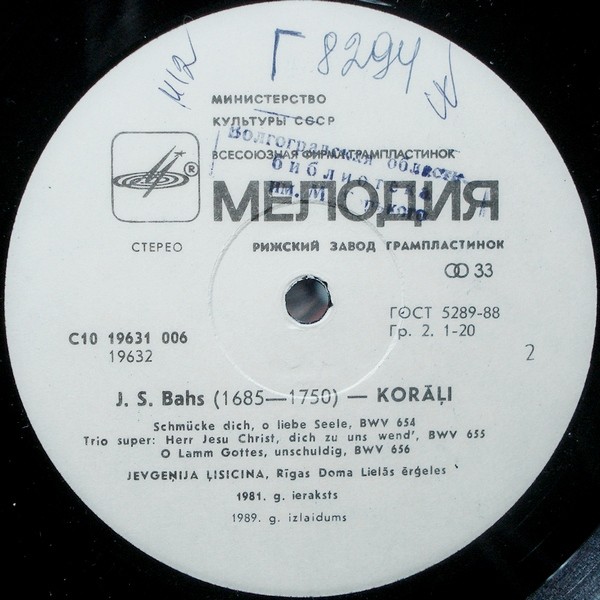 Г 8294
МИНИСТЕРСТВО
КУЛЬТУРЫ СССР
Волгоградская
библиотека
им. М.
ВСЕСОЮЗНАЯ ФИРМА ГРАМПЛАСТИНОК
®
МЕЛОДИЯ
СТЕРЕО
РИЖСКИЙ ЗАВОД ГРАМПЛАСТИНОК
33
ГОСТ 5289-88
Гр. 2. 1-20
С10 19631 006
19632
2
J. S. Bahs (1685—1750) — KORĀĻI
Schmücke dich, o liebe Seele, BWV 654
Trio super: Herr Jesu Christ, dich zu uns wend', BWV 655
O Lamm Gottes, unschuldig, BWV 656
JEVGEŅIJA ĻISICINA, Rīgas Doma Lielās ērģeles
1981. g. ieraksts
1989. g. izlaidums